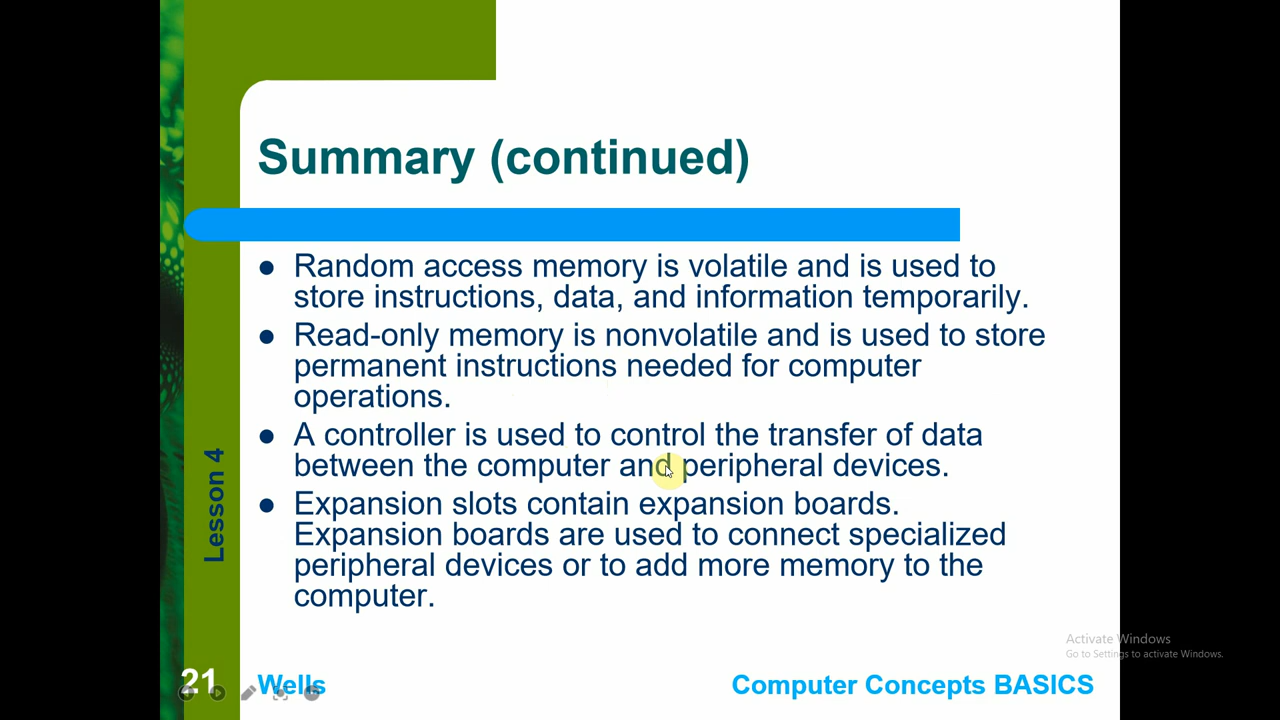 Summary (continued)
● Random access memory is volatile and is used to
store instructions, data, and information temporarily.
● Read-only memory is nonvolatile and is used to store
permanent instructions needed for computer
operations.
● A controller is used to control the transfer of data
between the computer and peripheral devices.
● Expansion slots contain expansion boards.
Expansion boards are used to connect specialized
peripheral devices or to add more memory to the
computer.
Lesson 4
Activate Windows
Go to Settings to activate Windows.
21
Wells
Computer Concepts BASICS